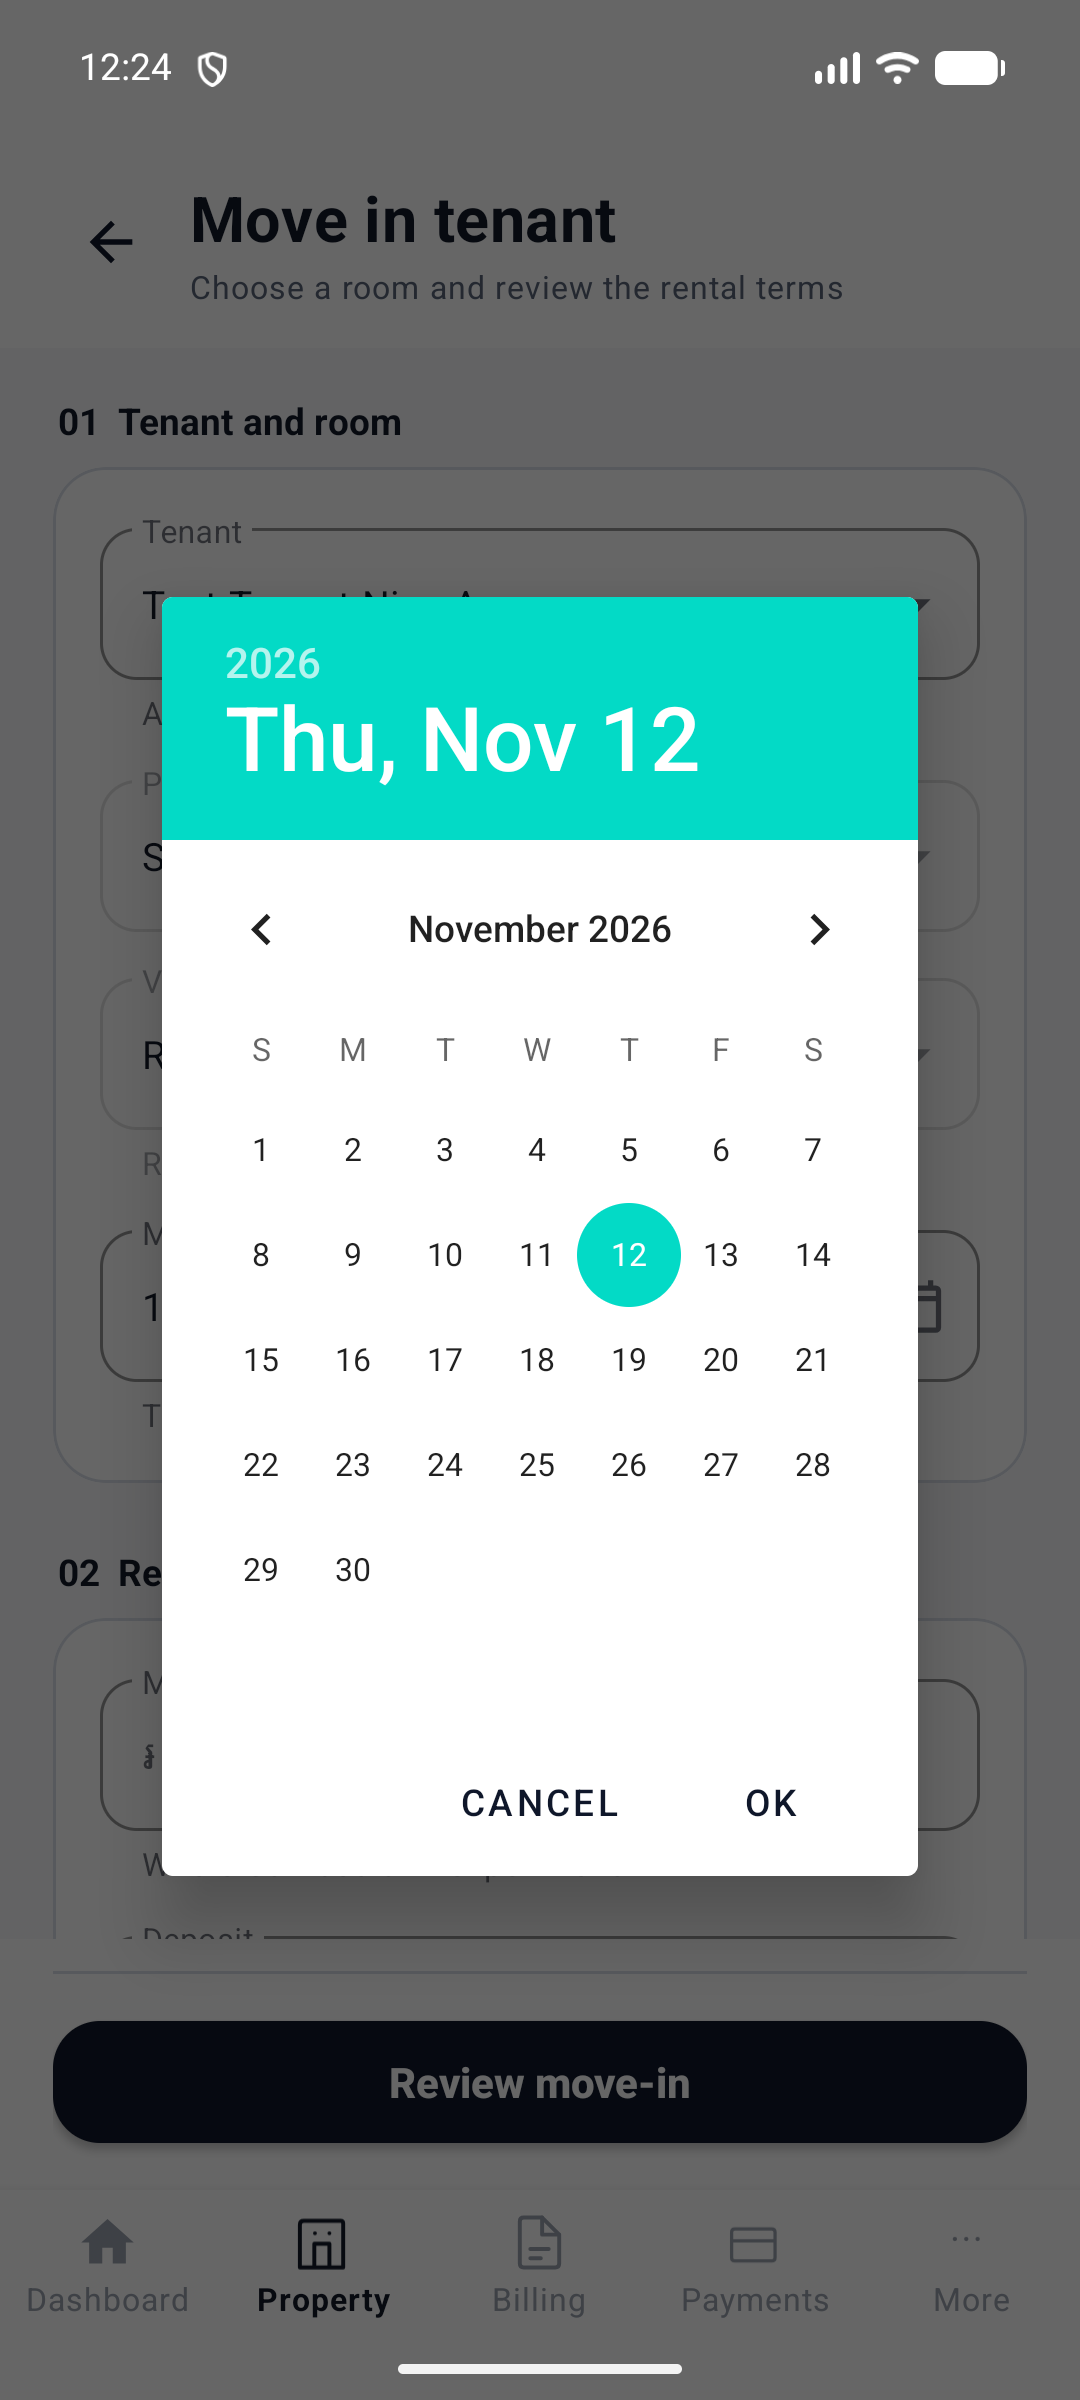 12:24
Move in tenant
Choose a room and review the rental terms
01 Tenant and room
Tenant
2026
Thu, Nov 12
November 2026
S M T W T F S
1 2 3 4 5 6 7
8 9 10 11 12 13 14
15 16 17 18 19 20 21
22 23 24 25 26 27 28
29 30
02 Re
CANCEL OK
Deposit
Review move-in
Dashboard Property Billing Payments More